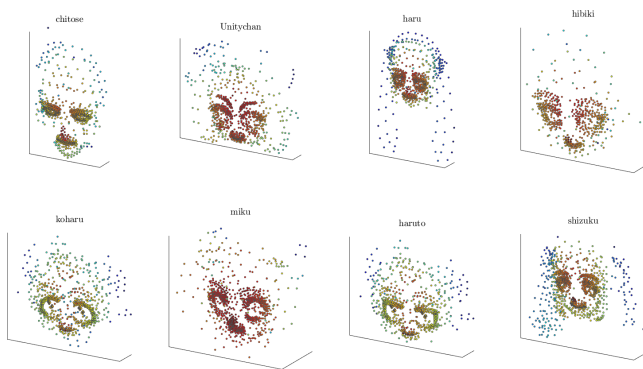 chitose
Unitychan
haru
hibiki
koharu
miku
haruto
shizuku